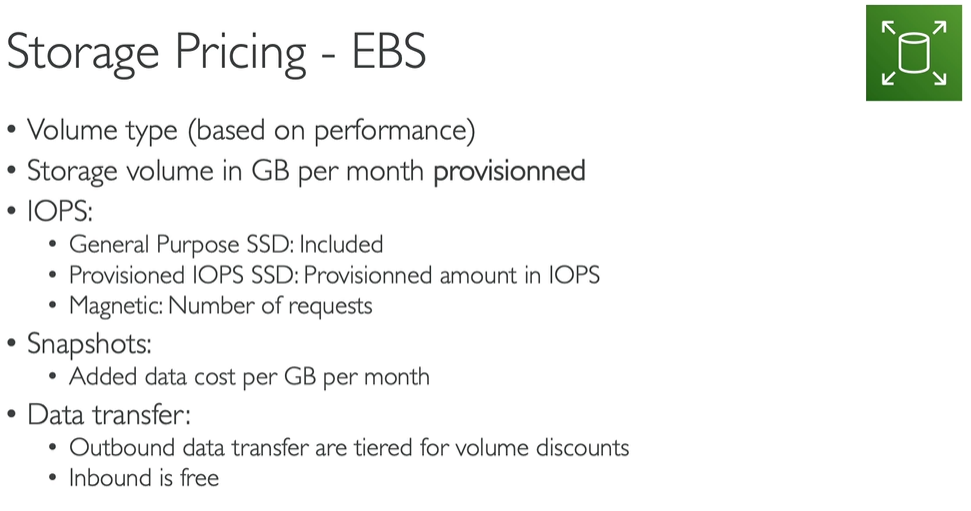 Storage Pricing - EBS
• Volume type (based on performance)
• Storage volume in GB per month provisionned
• IOPS:
• General Purpose SSD: Included
• Provisioned IOPS SSD: Provisionned amount in IOPS
• Magnetic: Number of requests
• Snapshots:
• Added data cost per GB per month
• Data transfer:
• Outbound data transfer are tiered for volume discounts
• Inbound is free